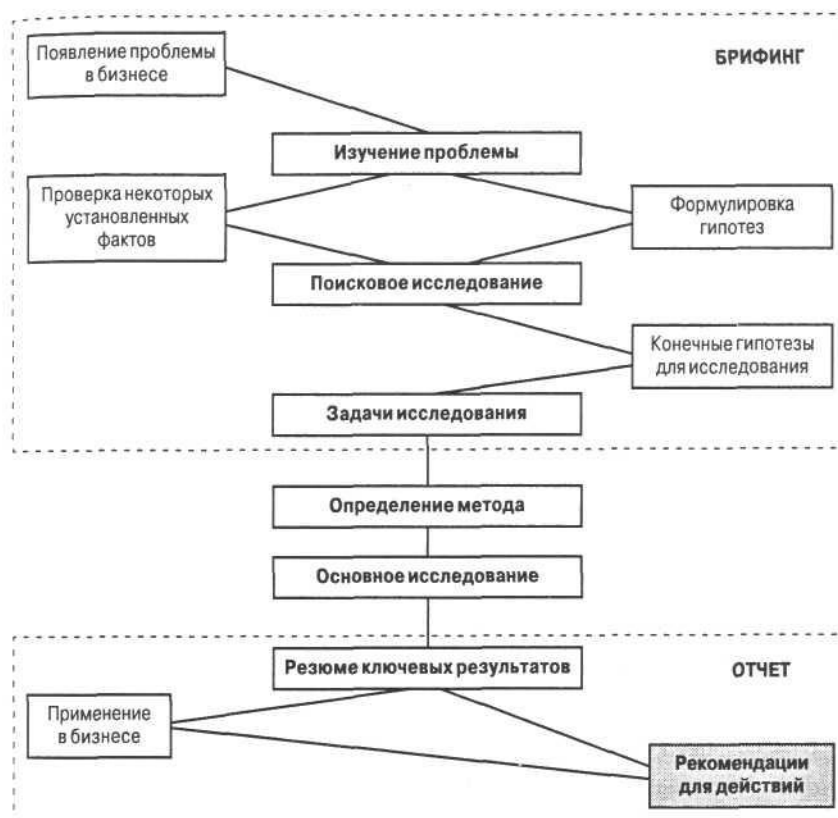 Появление проблемы
в бизнесе
БРИФИНГ
Изучение проблемы
Проверка некоторых
установленных
фактов
Формулировка
гипотез
Поисковое исследование
Конечные гипотезы
для исследования
Задачи исследования
Определение метода
Основное исследование
Резюме ключевых результатов
ОТЧЕТ
Применение
в бизнесе
Рекомендации
для действий